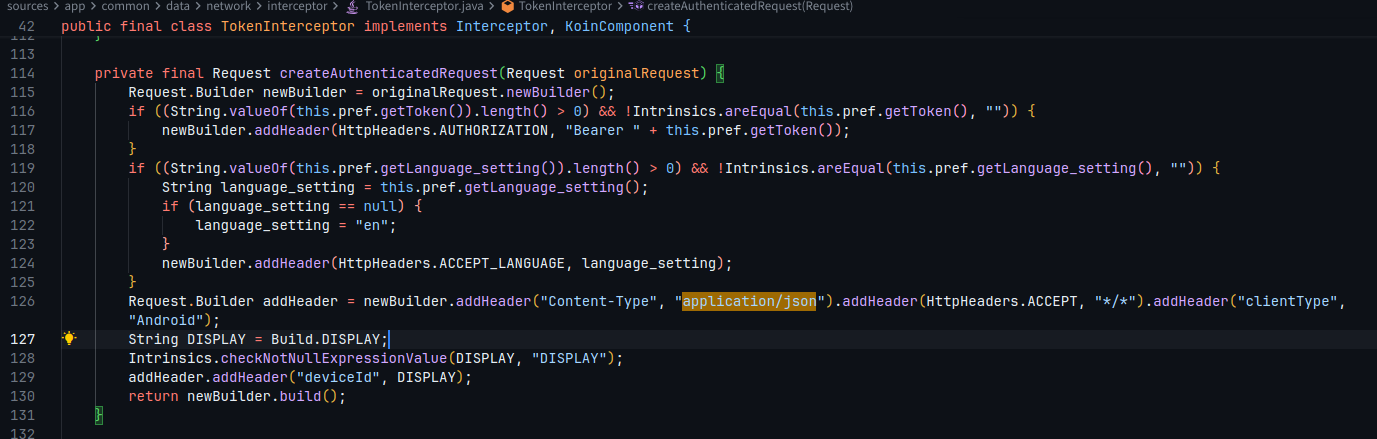 sources > app > common > data > network > interceptor > TokenInterceptor.java > TokenInterceptor > createAuthenticatedRequest(Request)
42 public final class TokenInterceptor implements Interceptor, KoinComponent {
112 }
113
114 private final Request createAuthenticatedRequest(Request originalRequest) {
115 Request.Builder newBuilder = originalRequest.newBuilder();
116 if ((String.valueOf(this.pref.getToken()).length() > 0) && !Intrinsics.areEqual(this.pref.getToken(), "")) {
117 newBuilder.addHeader(HttpHeaders.AUTHORIZATION, "Bearer " + this.pref.getToken());
118 }
119 if ((String.valueOf(this.pref.getLanguage_setting()).length() > 0) && !Intrinsics.areEqual(this.pref.getLanguage_setting(), "")) {
120 String language_setting = this.pref.getLanguage_setting();
121 if (language_setting == null) {
122 language_setting = "en";
123 }
124 newBuilder.addHeader(HttpHeaders.ACCEPT_LANGUAGE, language_setting);
125 }
126 Request.Builder addHeader = newBuilder.addHeader("Content-Type", "application/json").addHeader(HttpHeaders.ACCEPT, "*/*").addHeader("clientType",
"Android");
127 String DISPLAY = Build.DISPLAY;
128 Intrinsics.checkNotNullExpressionValue(DISPLAY, "DISPLAY");
129 addHeader.addHeader("deviceId", DISPLAY);
130 return newBuilder.build();
131 }
132